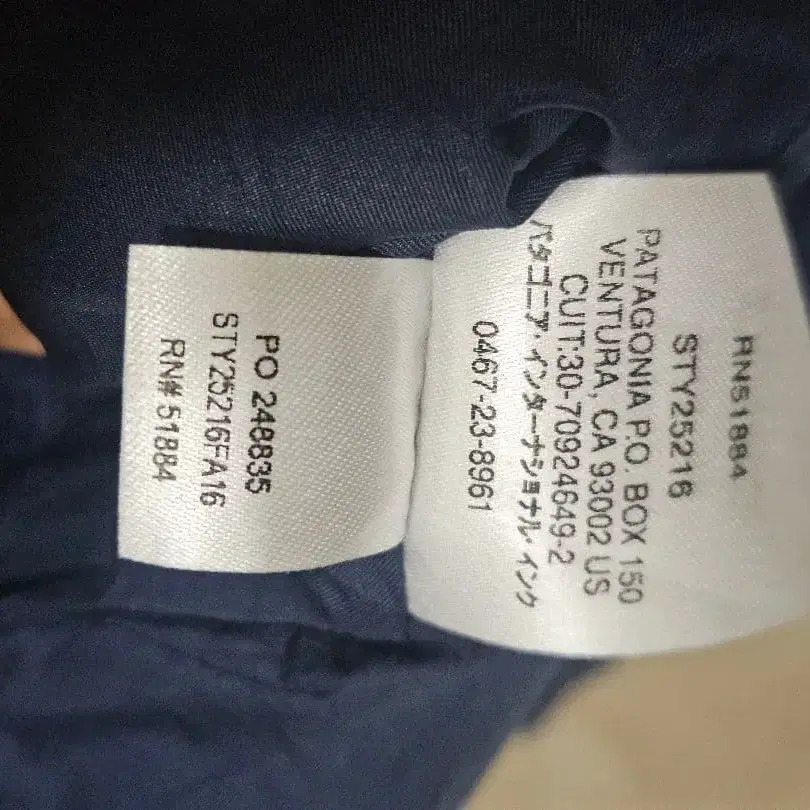 PO 248835
STY25216FA16
RN# 51884
RN51884
STY25216
PATAGONIA P.O. BOX 150
VENTURA, CA 93002 US
CUIT:30-70924649-2
パタゴニア・インターナショナル・インク
0467-23-8961